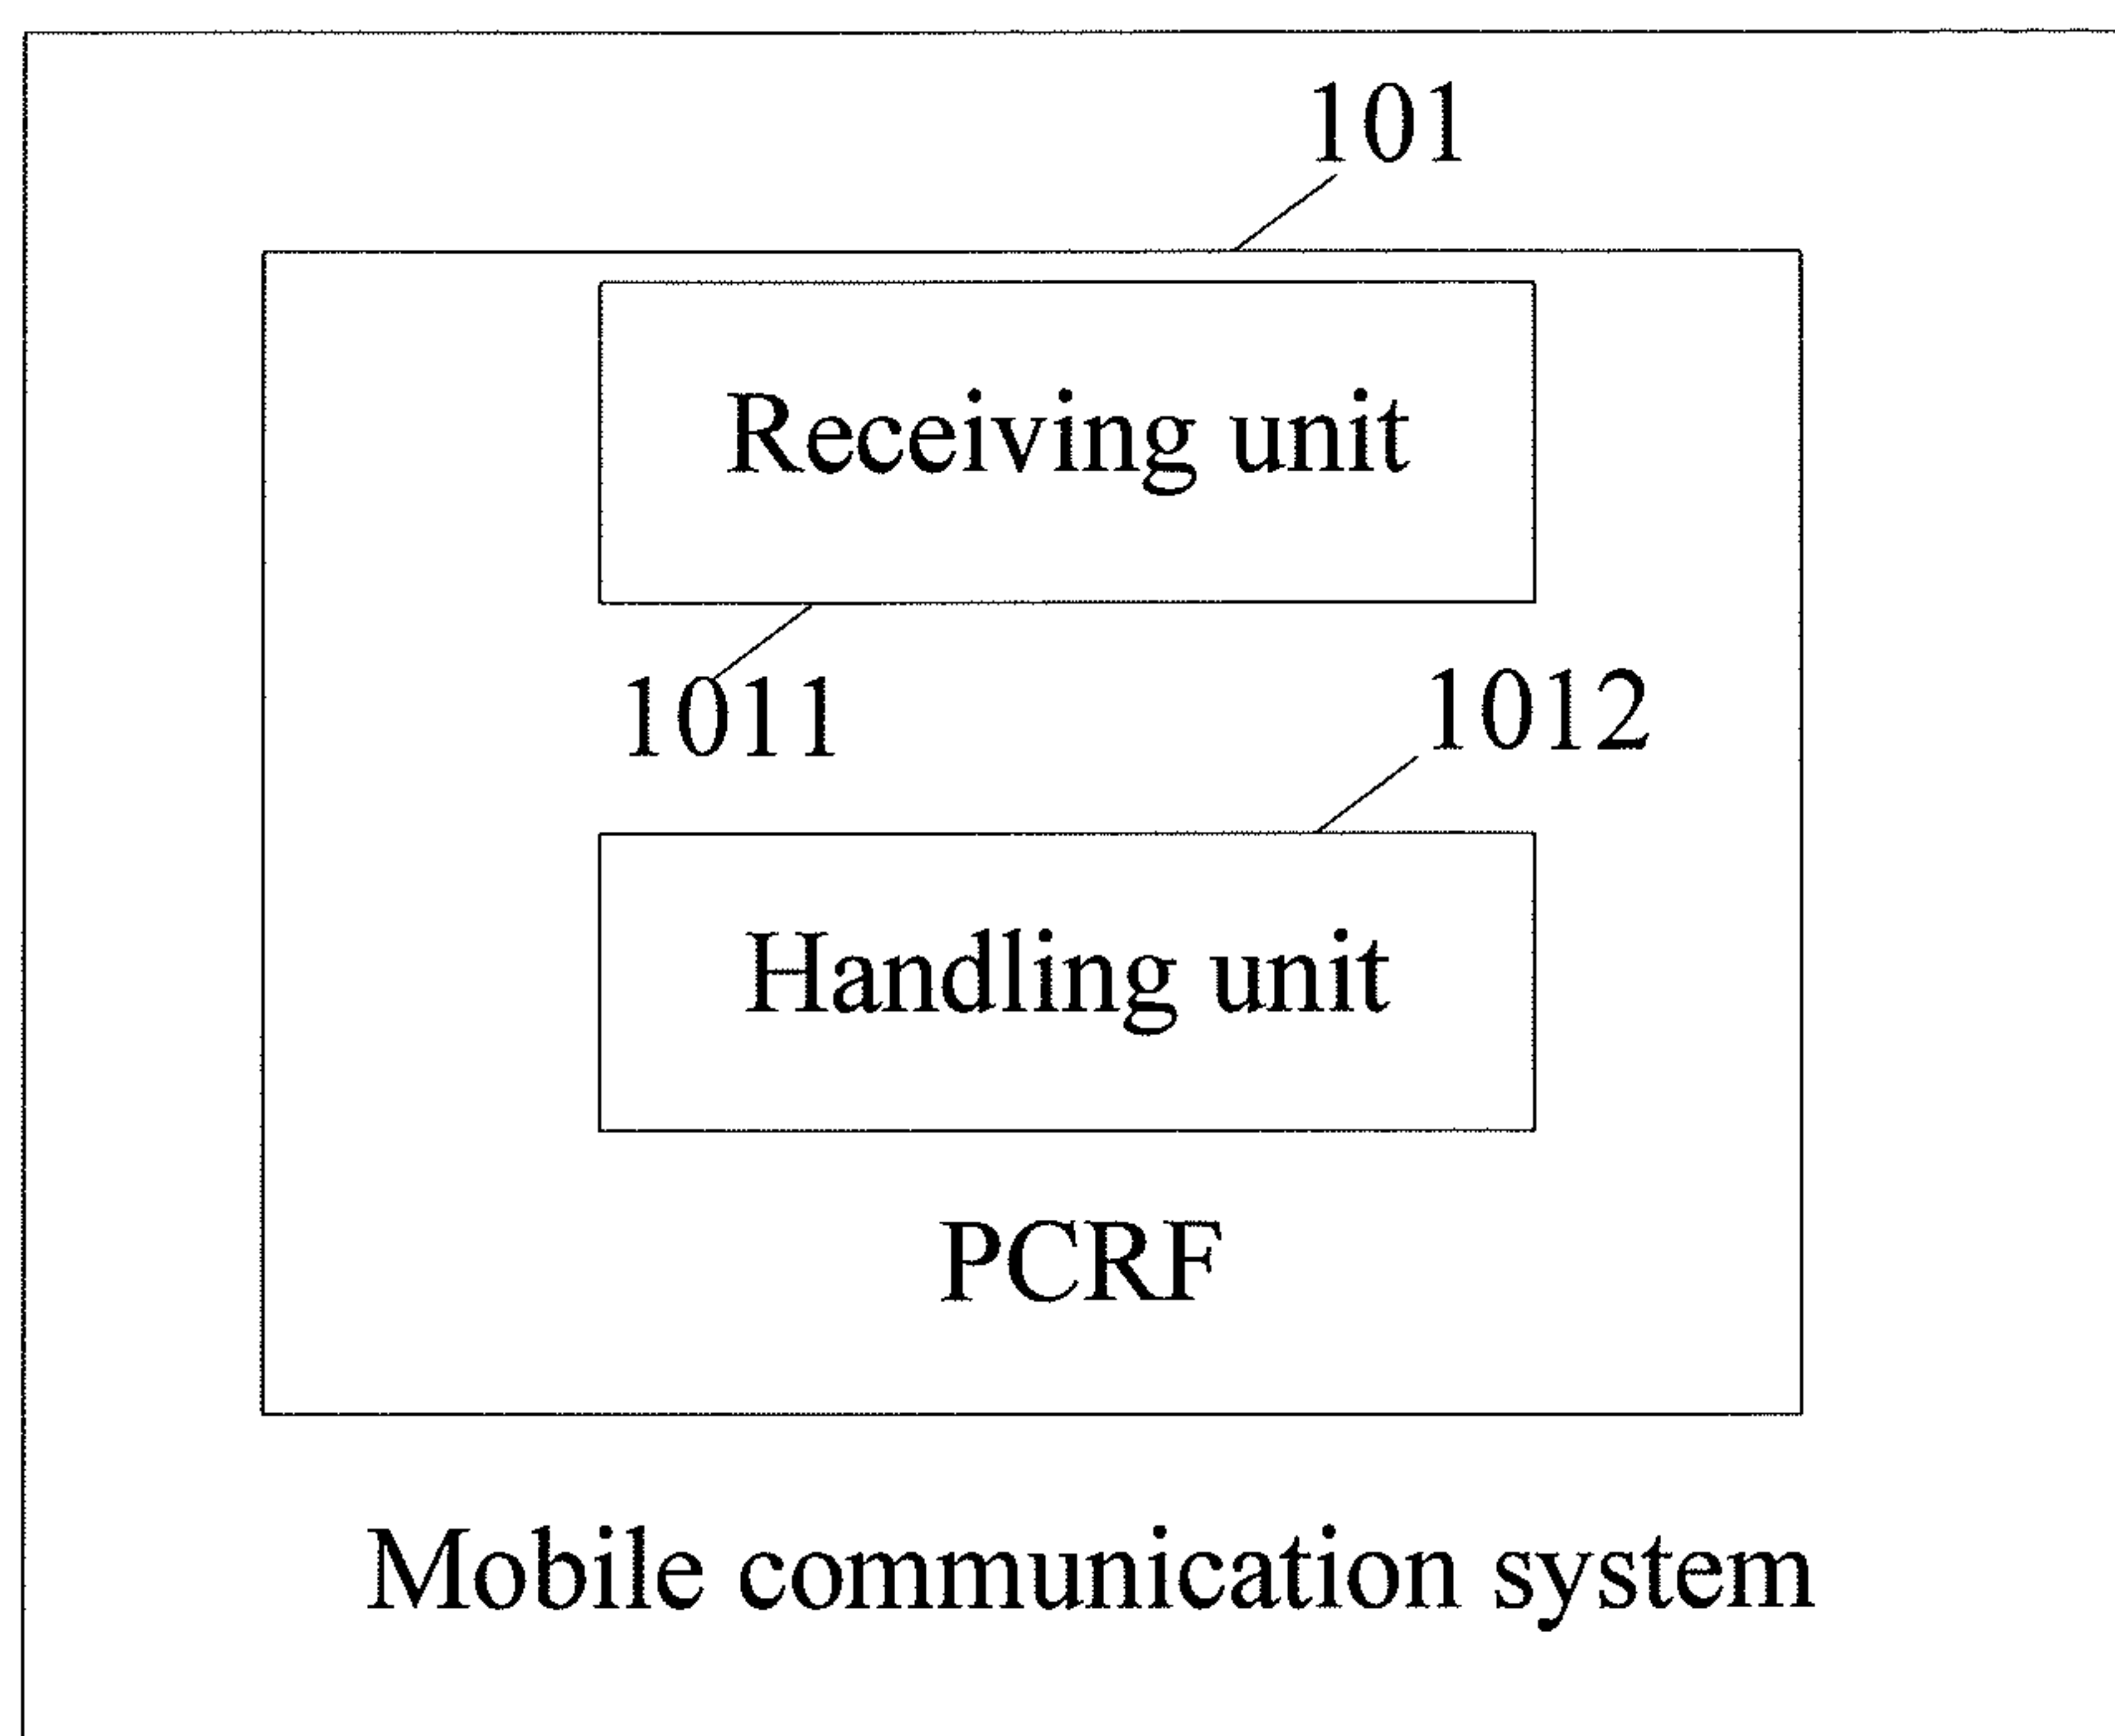 101
Receiving unit
1011
1012
Handling unit
PCRF
Mobile communication system